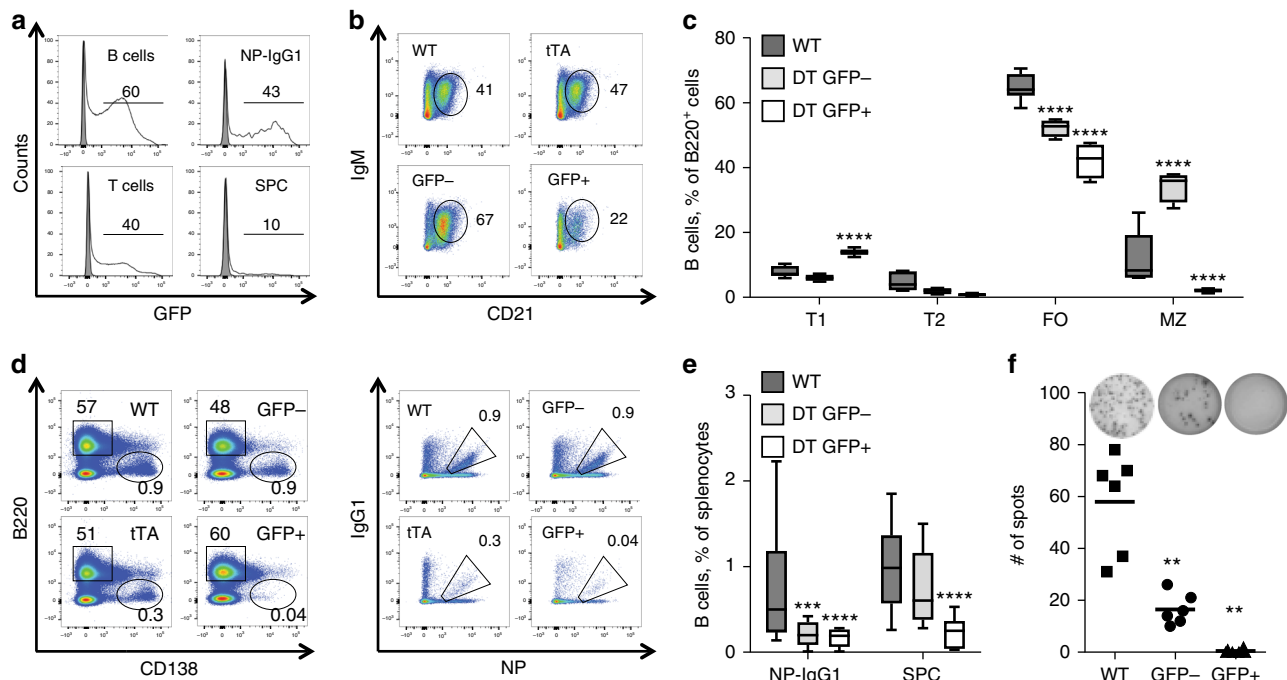 a
B cells
60
NP-IgG1
43
T cells
40
SPC
10
Counts
GFP
b
WT
41
tTA
47
GFP–
67
GFP+
22
IgM
CD21
c
WT
DT GFP–
DT GFP+
B cells, % of B220+ cells
80
60
40
20
0
****
****
****
****
****
T1
T2
FO
MZ
d
57
WT
0.9
48
GFP–
0.9
51
tTA
0.3
60
GFP+
0.04
B220
CD138
WT
0.9
GFP–
0.9
tTA
0.3
GFP+
0.04
IgG1
NP
e
WT
DT GFP–
DT GFP+
B cells, % of splenocytes
3
2
1
0
***
****
****
NP-IgG1
SPC
f
# of spots
100
80
60
40
20
0
**
**
WT
GFP–
GFP+